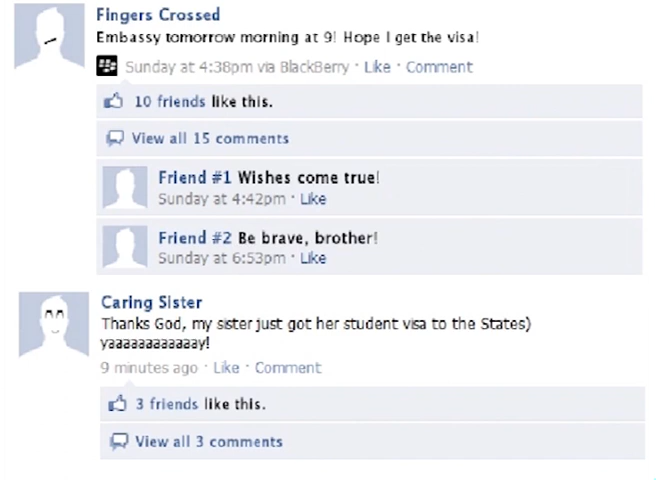 Fingers Crossed
Embassy tomorrow morning at 9! Hope I get the visa!
Sunday at 4:38pm via BlackBerry · Like · Comment
10 friends like this.
View all 15 comments
Friend #1 Wishes come true!
Sunday at 4:42pm · Like
Friend #2 Be brave, brother!
Sunday at 6:53pm · Like
Caring Sister
Thanks God, my sister just got her student visa to the States)
yaaaaaaaaaaaay!
9 minutes ago · Like · Comment
3 friends like this.
View all 3 comments